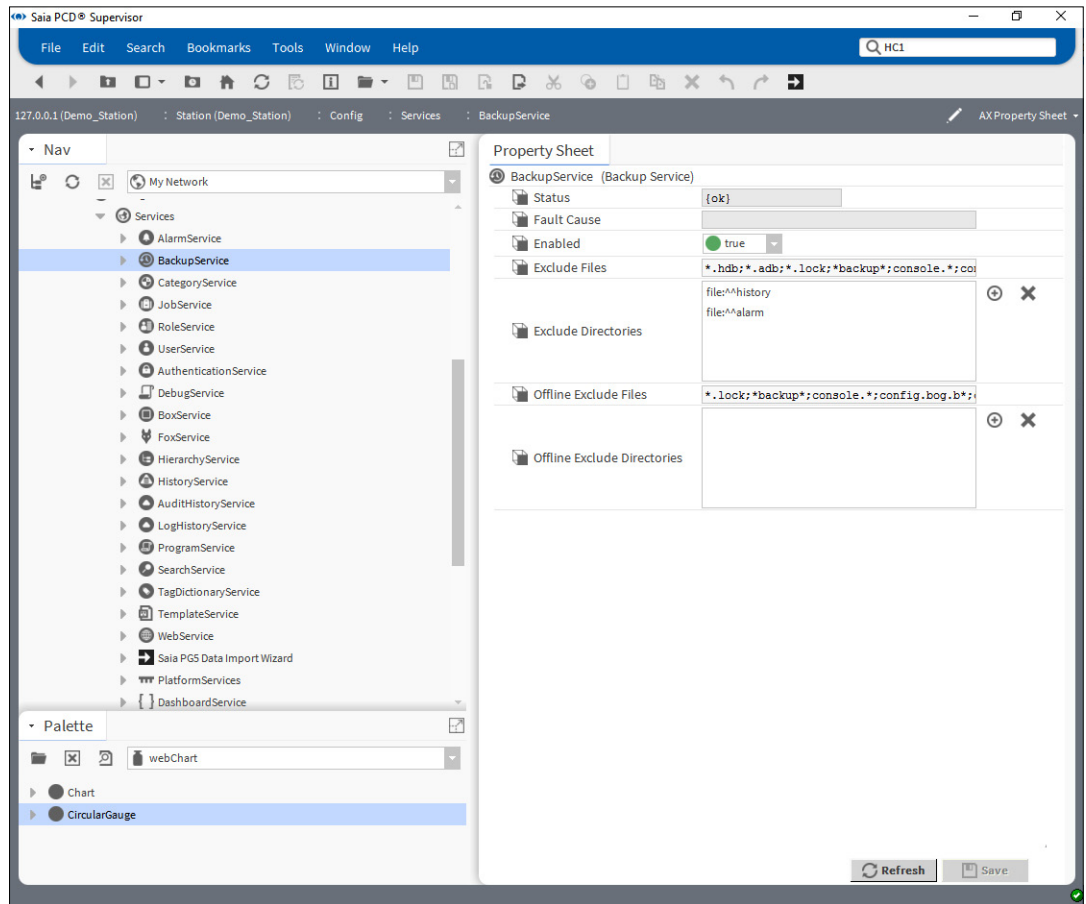 Saia PCD® Supervisor
File Edit Search Bookmarks Tools Window Help
HC1
127.0.0.1 (Demo_Station) : Station (Demo_Station) : Config : Services : BackupService
AX Property Sheet
Nav
My Network
Services
AlarmService
BackupService
CategoryService
JobService
RoleService
UserService
AuthenticationService
DebugService
BoxService
FoxService
HierarchyService
HistoryService
AuditHistoryService
LogHistoryService
ProgramService
SearchService
TagDictionaryService
TemplateService
WebService
Saia PG5 Data Import Wizard
PlatformServices
DashboardService
Palette
webChart
Chart
CircularGauge
Property Sheet
BackupService (Backup Service)
Status {ok}
Fault Cause
Enabled true
Exclude Files *.hdb;*.adb;*.lock;*backup*;console.*;co
Exclude Directories
file:^^history
file:^^alarm
Offline Exclude Files *.lock;*backup*;console.*;config.bog.b*;
Offline Exclude Directories
Refresh Save